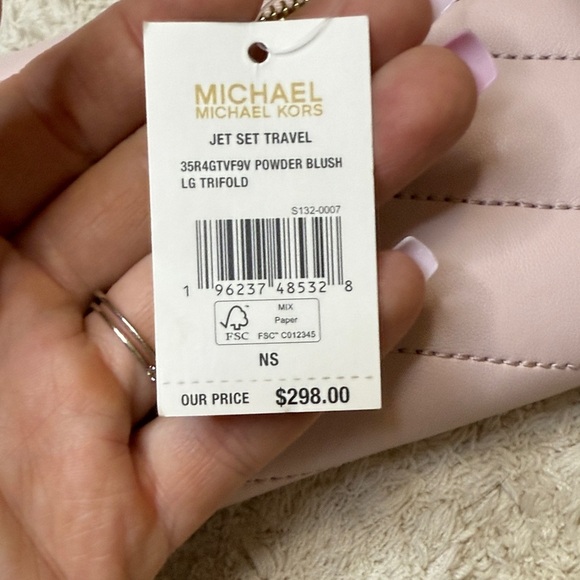 MICHAEL
MICHAEL KORS
JET SET TRAVEL
35R4GTVF9V POWDER BLUSH
LG TRIFOLD
S132-0007
1 96237 48532 8
MIX
Paper
FSC™ C012345
FSC
NS
OUR PRICE $298.00